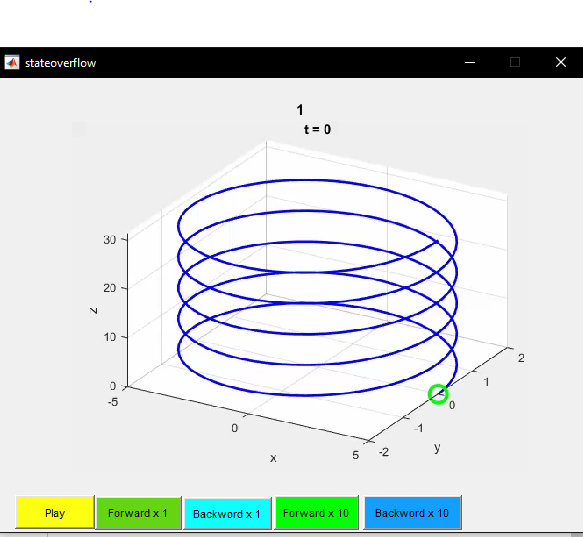 stateoverflow
1
t = 0
30
20
10
0
z
-5
0
5
x
-2
-1
0
1
2
y
Play
Forward x 1
Backword x 1
Forward x 10
Backword x 10